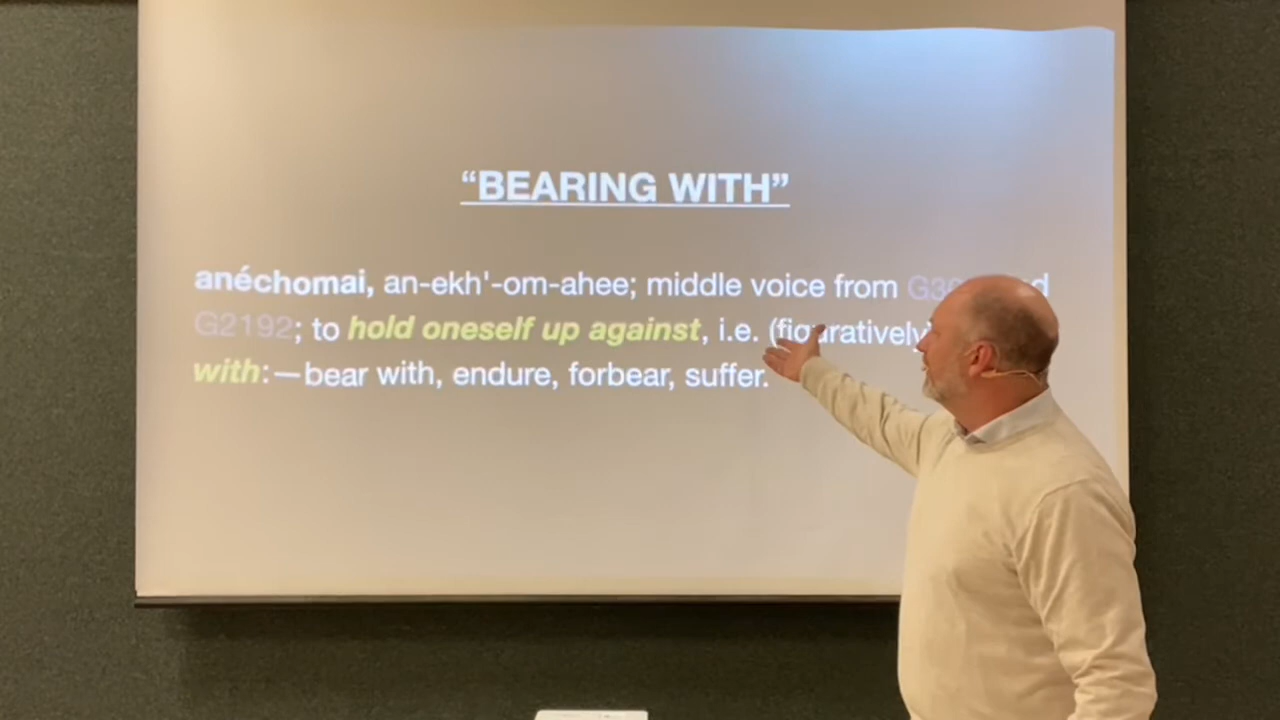 “BEARING WITH”
anéchomai, an-ekh'-om-ahee; middle voice from
G2192; to hold oneself up against, i.e. (figuratively)
with:—bear with, endure, forbear, suffer.